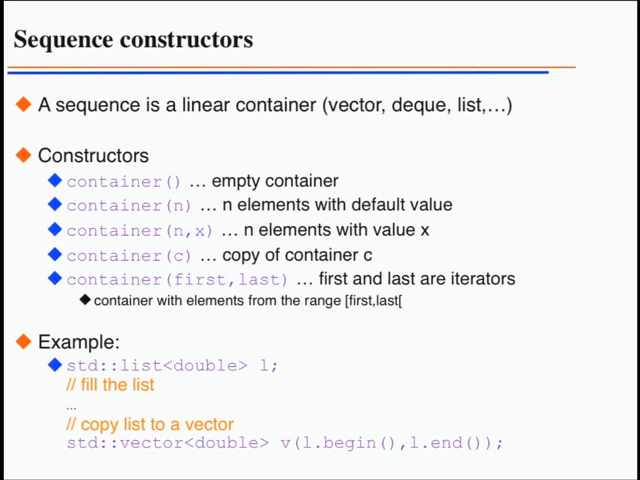 Sequence constructors
A sequence is a linear container (vector, deque, list,…)
Constructors
container() … empty container
container(n) … n elements with default value
container(n,x) … n elements with value x
container(c) … copy of container c
container(first,last) … first and last are iterators
container with elements from the range [first,last[
Example:
std::list<double> l;
// fill the list
...
// copy list to a vector
std::vector<double> v(l.begin(),l.end());